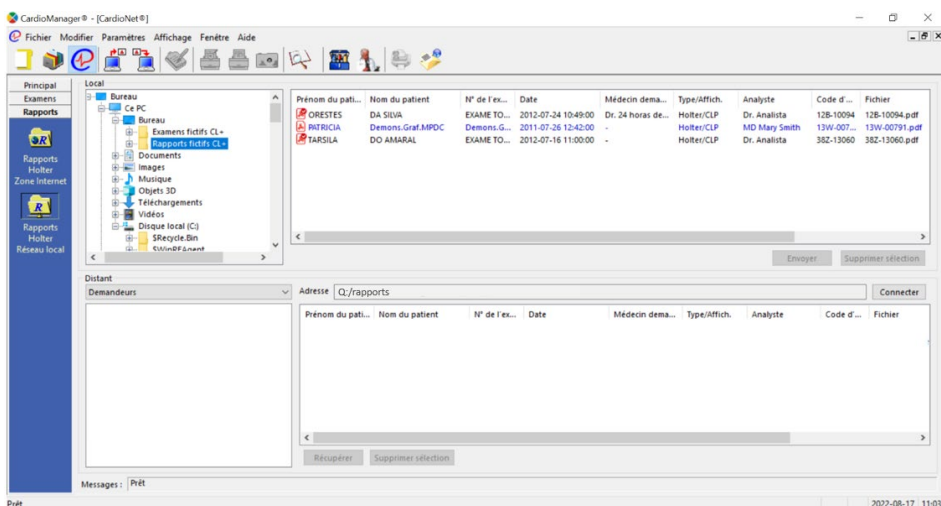 CardioManager® - [CardioNet®]
Fichier Modifier Paramètres Affichage Fenêtre Aide
Principal
Examens
Rapports
Rapports
Holter
Zone Internet
Rapports
Holter
Réseau local
Local
Bureau
Ce PC
Bureau
Examens fictifs CL+
Rapports fictifs CL+
Documents
Images
Musique
Objets 3D
Téléchargements
Vidéos
Disque local (C:)
$Recycle.Bin
$WinREAgent
Prénom du pati... Nom du patient N° de l'ex... Date Médecin dema... Type/Affich. Analyste Code d'... Fichier
ORESTES DA SILVA EXAME TO... 2012-07-24 10:49:00 Dr. 24 horas de... Holter/CLP Dr. Analista 12B-10094 12B-10094.pdf
PATRICIA Demons.Graf.MPDC Demons.G... 2011-07-26 12:42:00 - Holter/CLP MD Mary Smith 13W-007... 13W-00791.pdf
TARSILA DO AMARAL EXAME TO... 2012-07-16 11:00:00 - Holter/CLP Dr. Analista 38Z-13060 38Z-13060.pdf
Envoyer Supprimer sélection
Distant
Demandeurs
Adresse Q:/rapports Connecter
Prénom du pati... Nom du patient N° de l'ex... Date Médecin dema... Type/Affich. Analyste Code d'... Fichier
Récupérer Supprimer sélection
Messages : Prêt
Prêt 2022-08-17 11:03